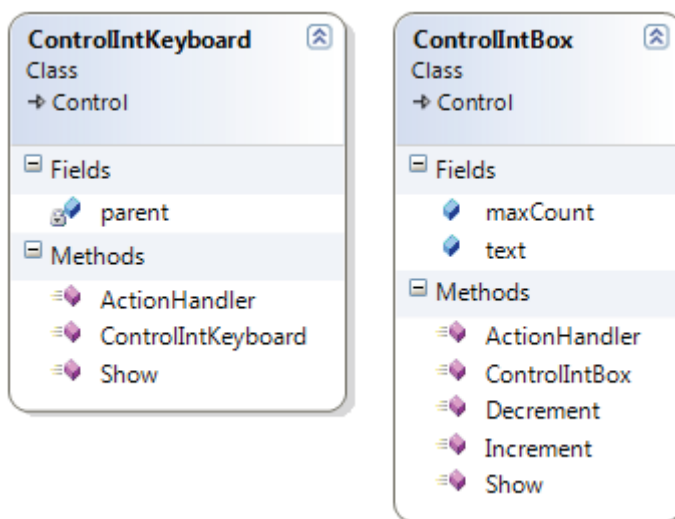 ControlIntKeyboard
Class
Control
Fields
parent
Methods
ActionHandler
ControlIntKeyboard
Show
ControlIntBox
Class
Control
Fields
maxCount
text
Methods
ActionHandler
ControlIntBox
Decrement
Increment
Show